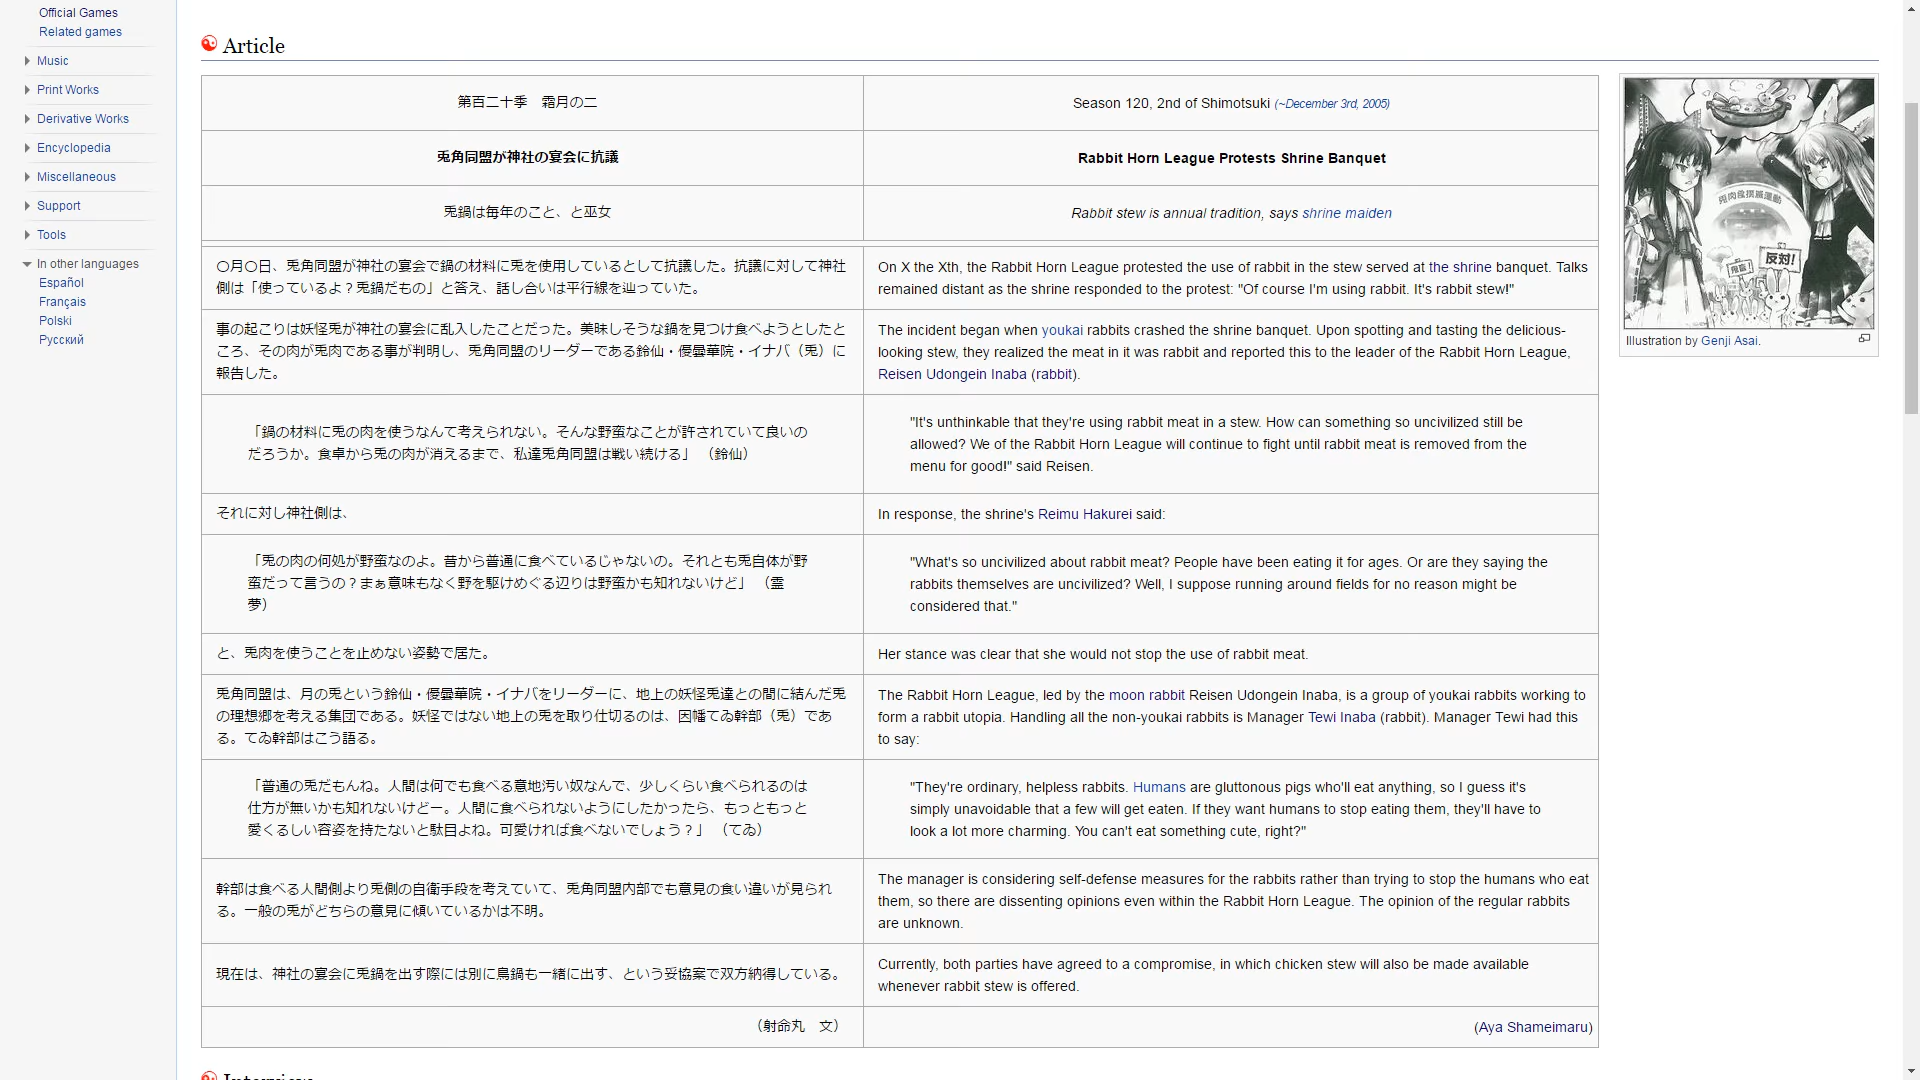 Official Games
Related games
Music
Print Works
Derivative Works
Encyclopedia
Miscellaneous
Support
Tools
In other languages
Español
Français
Polski
Русский
Article
第百二十季　霜月の二
Season 120, 2nd of Shimotsuki (~December 3rd, 2005)
兎角同盟が神社の宴会に抗議
Rabbit Horn League Protests Shrine Banquet
兎鍋は毎年のこと、と巫女
Rabbit stew is annual tradition, says shrine maiden
〇月〇日、兎角同盟が神社の宴会で鍋の材料に兎を使用しているとして抗議した。抗議に対して神社
側は「使っているよ？兎鍋だもの」と答え、話し合いは平行線を辿っていた。
On X the Xth, the Rabbit Horn League protested the use of rabbit in the stew served at the shrine banquet. Talks
remained distant as the shrine responded to the protest: "Of course I'm using rabbit. It's rabbit stew!"
事の起こりは妖怪兎が神社の宴会に乱入したことだった。美味しそうな鍋を見つけ食べようとしたと
ころ、その肉が兎肉である事が判明し、兎角同盟のリーダーである鈴仙・優曇華院・イナバ（兎）に
報告した。
The incident began when youkai rabbits crashed the shrine banquet. Upon spotting and tasting the delicious-
looking stew, they realized the meat in it was rabbit and reported this to the leader of the Rabbit Horn League,
Reisen Udongein Inaba (rabbit).
「鍋の材料に兎の肉を使うなんて考えられない。そんな野蛮なことが許されていて良いの
だろうか。食卓から兎の肉が消えるまで、私達兎角同盟は戦い続ける」（鈴仙）
"It's unthinkable that they're using rabbit meat in a stew. How can something so uncivilized still be
allowed? We of the Rabbit Horn League will continue to fight until rabbit meat is removed from the
menu for good!" said Reisen.
それに対し神社側は、
In response, the shrine's Reimu Hakurei said:
「兎の肉の何処が野蛮なのよ。昔から普通に食べているじゃないの。それとも兎自体が野
蛮だって言うの？まぁ意味もなく野を駆けめぐる辺りは野蛮かも知れないけど」（霊
夢）
"What's so uncivilized about rabbit meat? People have been eating it for ages. Or are they saying the
rabbits themselves are uncivilized? Well, I suppose running around fields for no reason might be
considered that."
と、兎肉を使うことを止めない姿勢で居た。
Her stance was clear that she would not stop the use of rabbit meat.
兎角同盟は、月の兎という鈴仙・優曇華院・イナバをリーダーに、地上の妖怪兎達との間に結んだ兎
の理想郷を考える集団である。妖怪ではない地上の兎を取り仕切るのは、因幡てゐ幹部（兎）であ
る。てゐ幹部はこう語る。
The Rabbit Horn League, led by the moon rabbit Reisen Udongein Inaba, is a group of youkai rabbits working to
form a rabbit utopia. Handling all the non-youkai rabbits is Manager Tewi Inaba (rabbit). Manager Tewi had this
to say:
「普通の兎だもんね。人間は何でも食べる意地汚い奴なんで、少しくらい食べられるのは
仕方が無いかも知れないけどー。人間に食べられないようにしたかったら、もっともっと
愛くるしい容姿を持たないと駄目よね。可愛ければ食べないでしょう？」（てゐ）
"They're ordinary, helpless rabbits. Humans are gluttonous pigs who'll eat anything, so I guess it's
simply unavoidable that a few will get eaten. If they want humans to stop eating them, they'll have to
look a lot more charming. You can't eat something cute, right?"
幹部は食べる人間側より兎側の自衛手段を考えていて、兎角同盟内部でも意見の食い違いが見られ
る。一般の兎がどちらの意見に傾いているかは不明。
The manager is considering self-defense measures for the rabbits rather than trying to stop the humans who eat
them, so there are dissenting opinions even within the Rabbit Horn League. The opinion of the regular rabbits
are unknown.
現在は、神社の宴会に兎鍋を出す際には別に鳥鍋も一緒に出す、という妥協案で双方納得している。
Currently, both parties have agreed to a compromise, in which chicken stew will also be made available
whenever rabbit stew is offered.
（射命丸　文）
(Aya Shameimaru)
反対!
Illustration by Genji Asai.